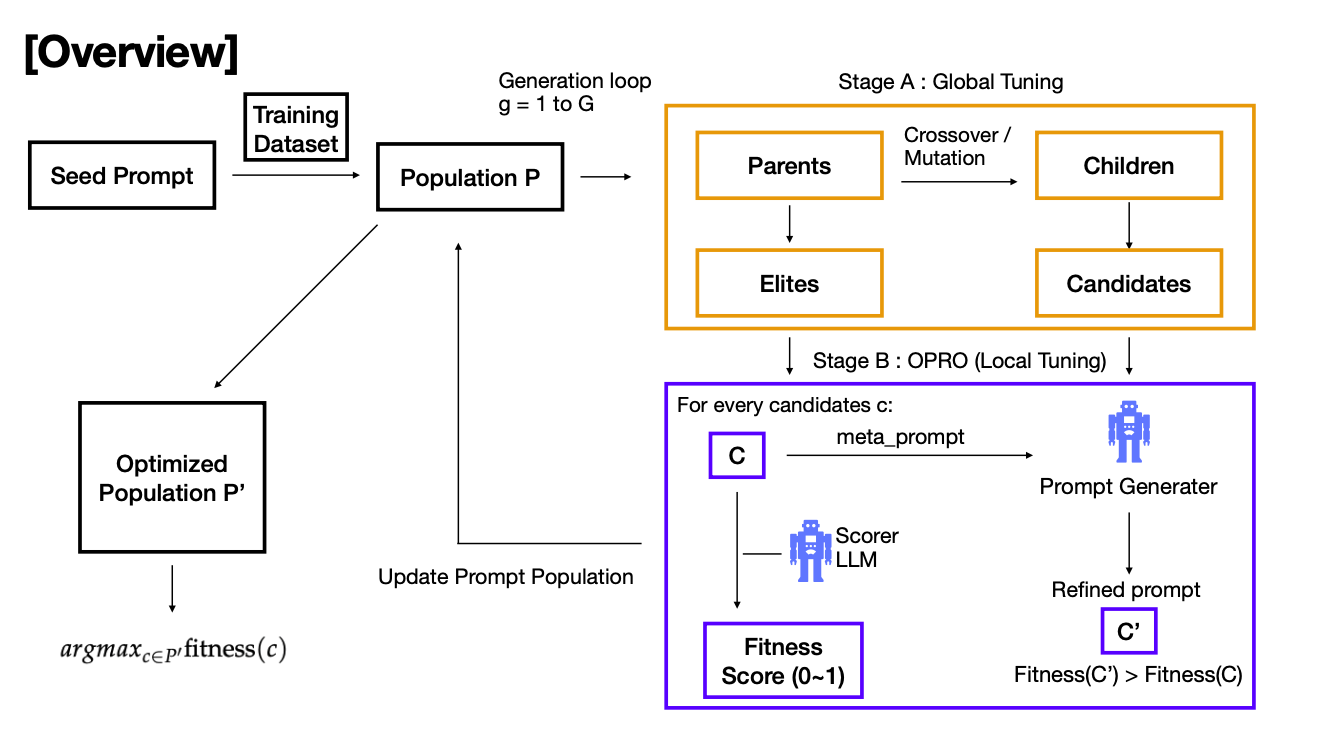 [Overview]
Generation loop
g = 1 to G
Stage A : Global Tuning
Training
Dataset
Seed Prompt
Population P
Parents
Crossover /
Mutation
Children
Elites
Candidates
Stage B : OPRO (Local Tuning)
For every candidates c:
C
meta_prompt
Prompt Generater
Scorer
LLM
Refined prompt
C’
Fitness
Score (0~1)
Fitness(C’) > Fitness(C)
Optimized
Population P’
Update Prompt Population
argmax_{c∈P′}fitness(c)